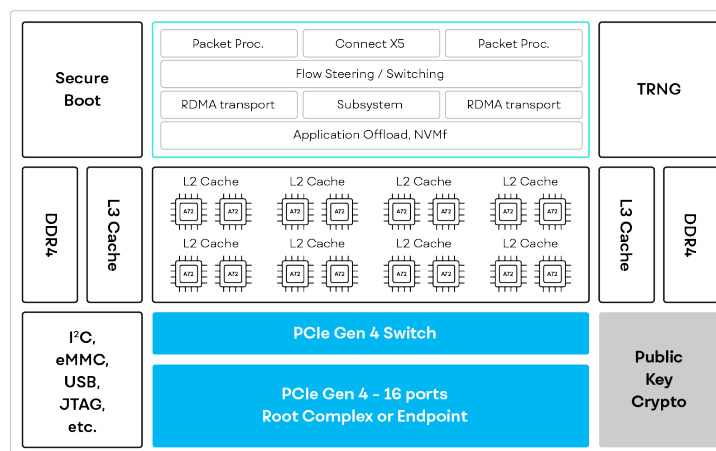 Secure
Boot
Packet Proc.
Connect X5
Packet Proc.
Flow Steering / Switching
RDMA transport
Subsystem
RDMA transport
Application Offload, NVMf
TRNG
DDR4
L3 Cache
L2 Cache
L2 Cache
L2 Cache
L2 Cache
A72
A72
A72
A72
A72
A72
A72
A72
L2 Cache
L2 Cache
L2 Cache
L2 Cache
A72
A72
A72
A72
A72
A72
A72
A72
L3 Cache
DDR4
I²C,
eMMC,
USB,
JTAG,
etc.
PCIe Gen 4 Switch
PCIe Gen 4 - 16 ports
Root Complex or Endpoint
Public
Key
Crypto